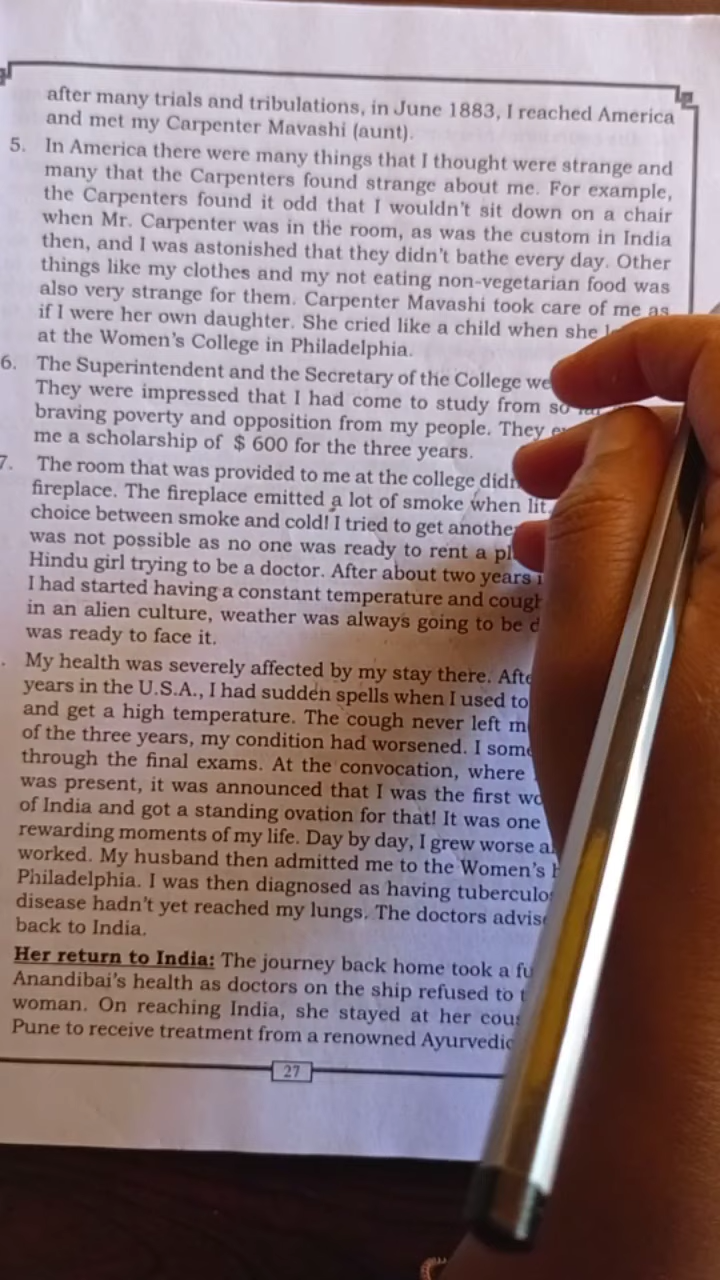 after many trials and tribulations, in June 1883, I reached America
and met my Carpenter Mavashi (aunt).
5. In America there were many things that I thought were strange and
many that the Carpenters found strange about me. For example,
the Carpenters found it odd that I wouldn't sit down on a chair
when Mr. Carpenter was in the room, as was the custom in India
then, and I was astonished that they didn't bathe every day. Other
things like my clothes and my not eating non-vegetarian food was
also very strange for them. Carpenter Mavashi took care of me as
if I were her own daughter. She cried like a child when she
at the Women's College in Philadelphia.
6. The Superintendent and the Secretary of the College we
They were impressed that I had come to study from so
braving poverty and opposition from my people. They
me a scholarship of $ 600 for the three years.
7. The room that was provided to me at the college
fireplace. The fireplace emitted a lot of smoke when lit.
choice between smoke and cold! I tried to get
was not possible as no one was ready to rent a
Hindu girl trying to be a doctor. After about two years
I had started having a constant temperature and
in an alien culture, weather was always going to be
was ready to face it.
. My health was severely affected by my stay there.
years in the U.S.A., I had sudden spells when I used to
and get a high temperature. The cough never left
of the three years, my condition had worsened. I
through the final exams. At the convocation, where
was present, it was announced that I was the first
of India and got a standing ovation for that! It was one
rewarding moments of my life. Day by day, I grew worse
worked. My husband then admitted me to the Women's
Philadelphia. I was then diagnosed as having
disease hadn't yet reached my lungs. The doctors
back to India.
Her return to India: The journey back home took a
Anandibai's health as doctors on the ship refused to
woman. On reaching India, she stayed at her
Pune to receive treatment from a renowned
27